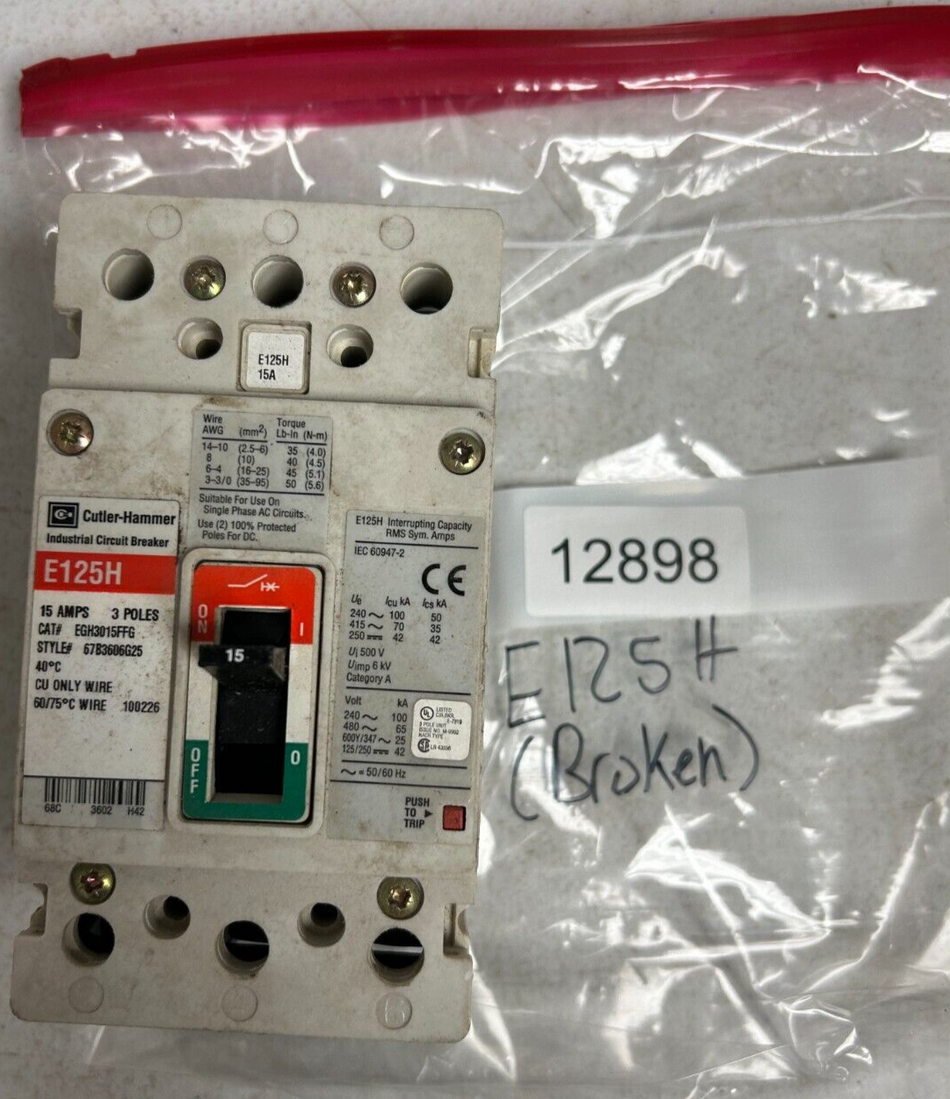 E125H
15A
Wire Torque
AWG (mm2) Lb-In (N-m)
14-10 (2.5-6) 35 (4.0)
8 (10) 40 (4.5)
6-4 (16-25) 45 (5.1)
3-3/0 (35-95) 50 (5.6)
Suitable For Use On
Single Phase AC Circuits.
Use (2) 100% Protected
Poles For DC.
Cutler-Hammer
Industrial Circuit Breaker
E125H
15 AMPS 3 POLES
CAT# EGH3015FFG
STYLE# 67B3606G25
40°C
CU ONLY WIRE
60/75°C WIRE 100226
68C 3602 H42
ON I
15
OFF O
E125H Interrupting Capacity
RMS Sym. Amps
IEC 60947-2
CE
Ue Icu kA Ics kA
240 ~ 100 50
415 ~ 70 35
250 ⎓ 42 42
Ui 500 V
Uimp 6 kV
Category A
Volt kA
240 ~ 100
480 ~ 65
600Y/347 ~ 25
125/250 ⎓ 42
~ = 50/60 Hz
UL LISTED
3 POLE UNIT
PUSH
TO ▶
TRIP
12898
E125H
(Broken)